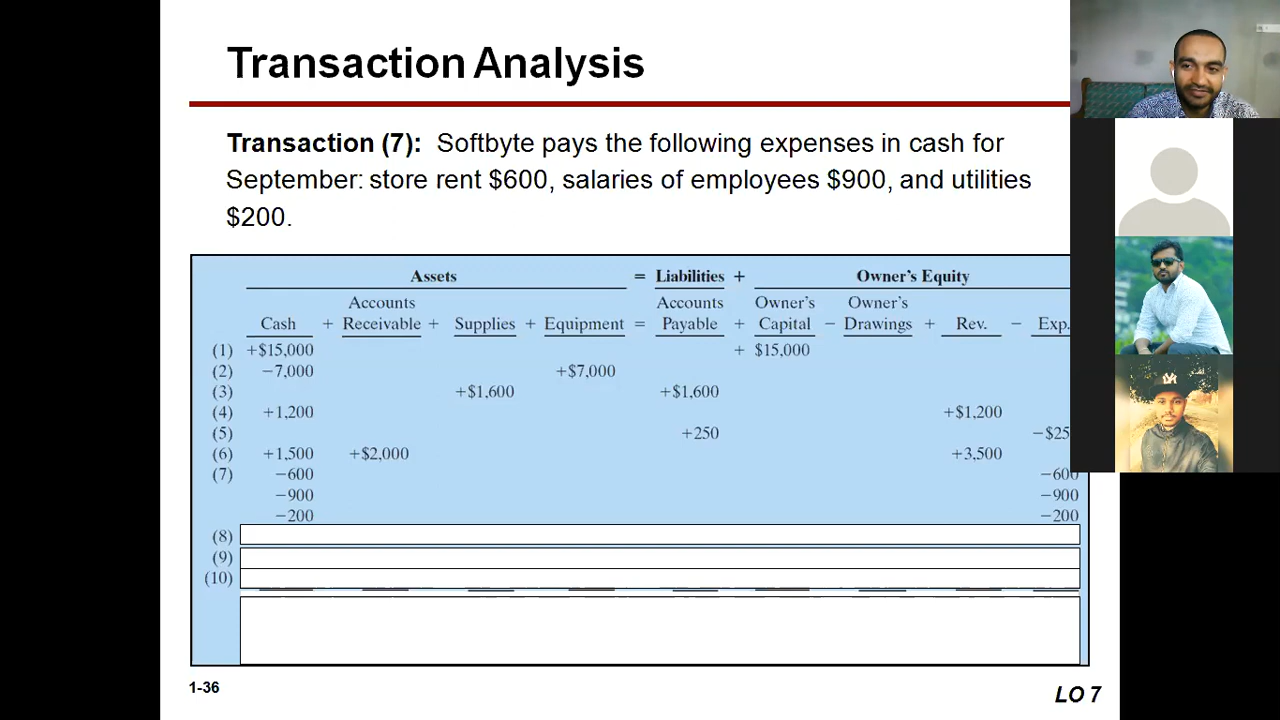 Transaction Analysis
Transaction (7): Softbyte pays the following expenses in cash for
September: store rent $600, salaries of employees $900, and utilities
$200.
Assets = Liabilities + Owner's Equity
Accounts Accounts Owner's Owner's
Cash + Receivable + Supplies + Equipment = Payable + Capital − Drawings + Rev. − Exp.
(1) +$15,000 + $15,000
(2) −7,000 +$7,000
(3) +$1,600 +$1,600
(4) +1,200 +$1,200
(5) +250 −$25
(6) +1,500 +$2,000 +3,500
(7) −600 −600
−900 −900
−200 −200
(8)
(9)
(10)
1-36
LO 7